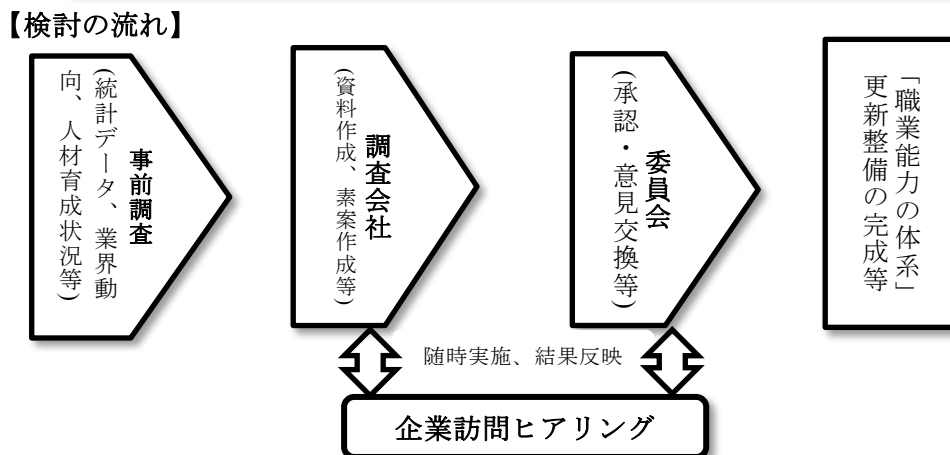 【検討の流れ】
事前調査
(統計データ、業界動
向、人材育成状況等)
調査会社
(資料作成、素案作成等)
委員会
(承認・意見交換等)
「職業能力の体系」
更新整備の完成等
随時実施、結果反映
企業訪問ヒアリング